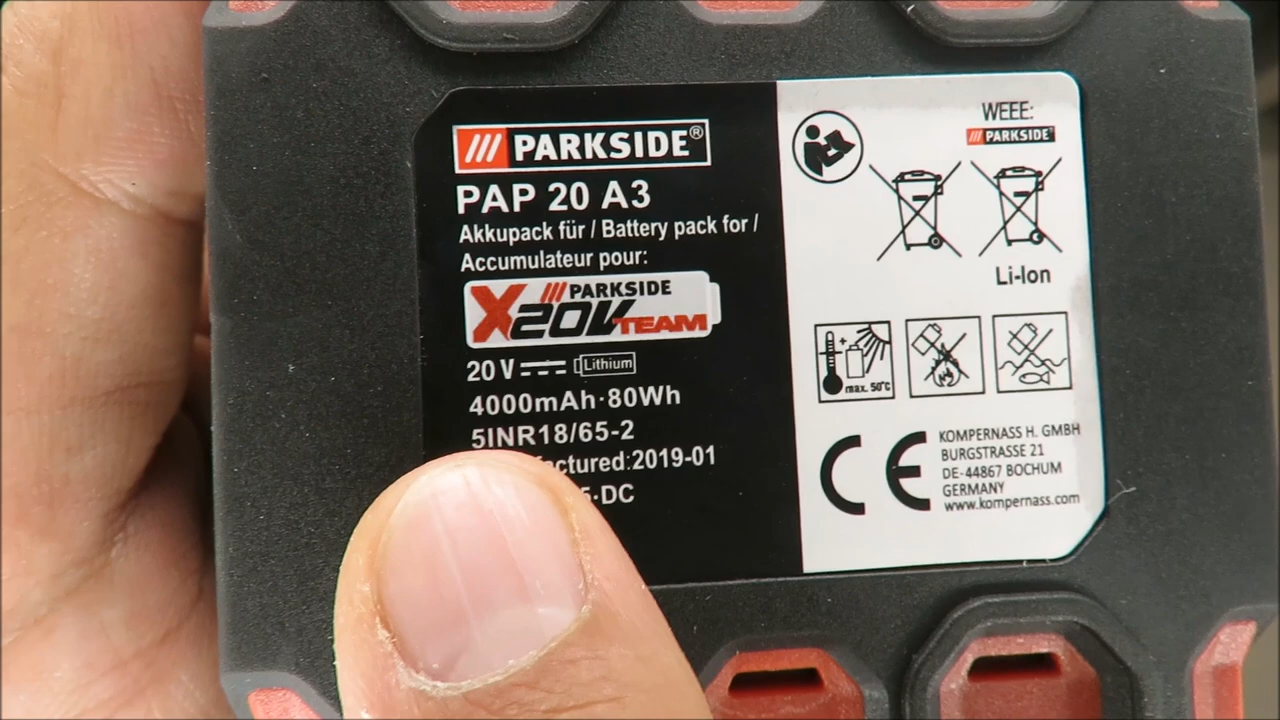 PARKSIDE®
PAP 20 A3
Akkupack für / Battery pack for /
Accumulateur pour:
PARKSIDE
X20V TEAM
20 V Lithium
4000mAh·80Wh
5INR18/65-2
:2019-01
·DC
WEEE:
PARKSIDE®
Li-Ion
+
max. 50°C
CE
KOMPERNASS H. GMBH
BURGSTRASSE 21
DE-44867 BOCHUM
GERMANY
www.kompernass.com